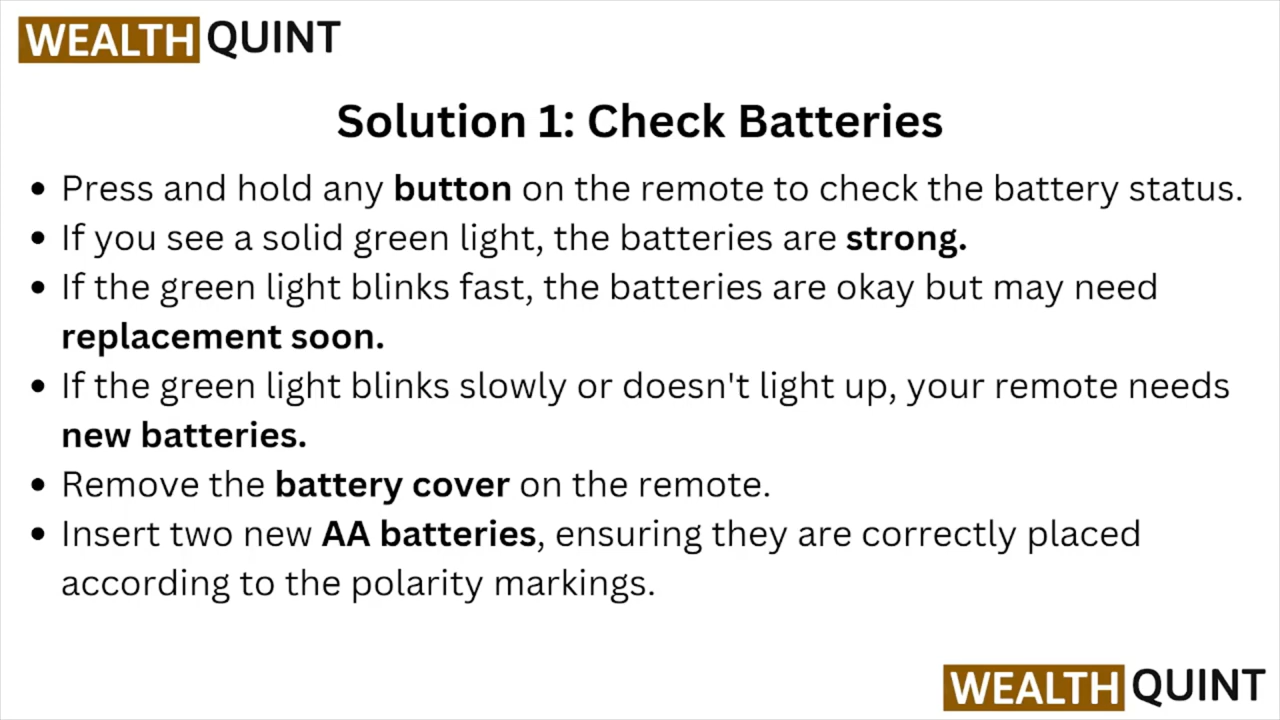 WEALTH QUINT
Solution 1: Check Batteries
• Press and hold any button on the remote to check the battery status.
• If you see a solid green light, the batteries are strong.
• If the green light blinks fast, the batteries are okay but may need
replacement soon.
• If the green light blinks slowly or doesn't light up, your remote needs
new batteries.
• Remove the battery cover on the remote.
• Insert two new AA batteries, ensuring they are correctly placed
according to the polarity markings.
WEALTH QUINT